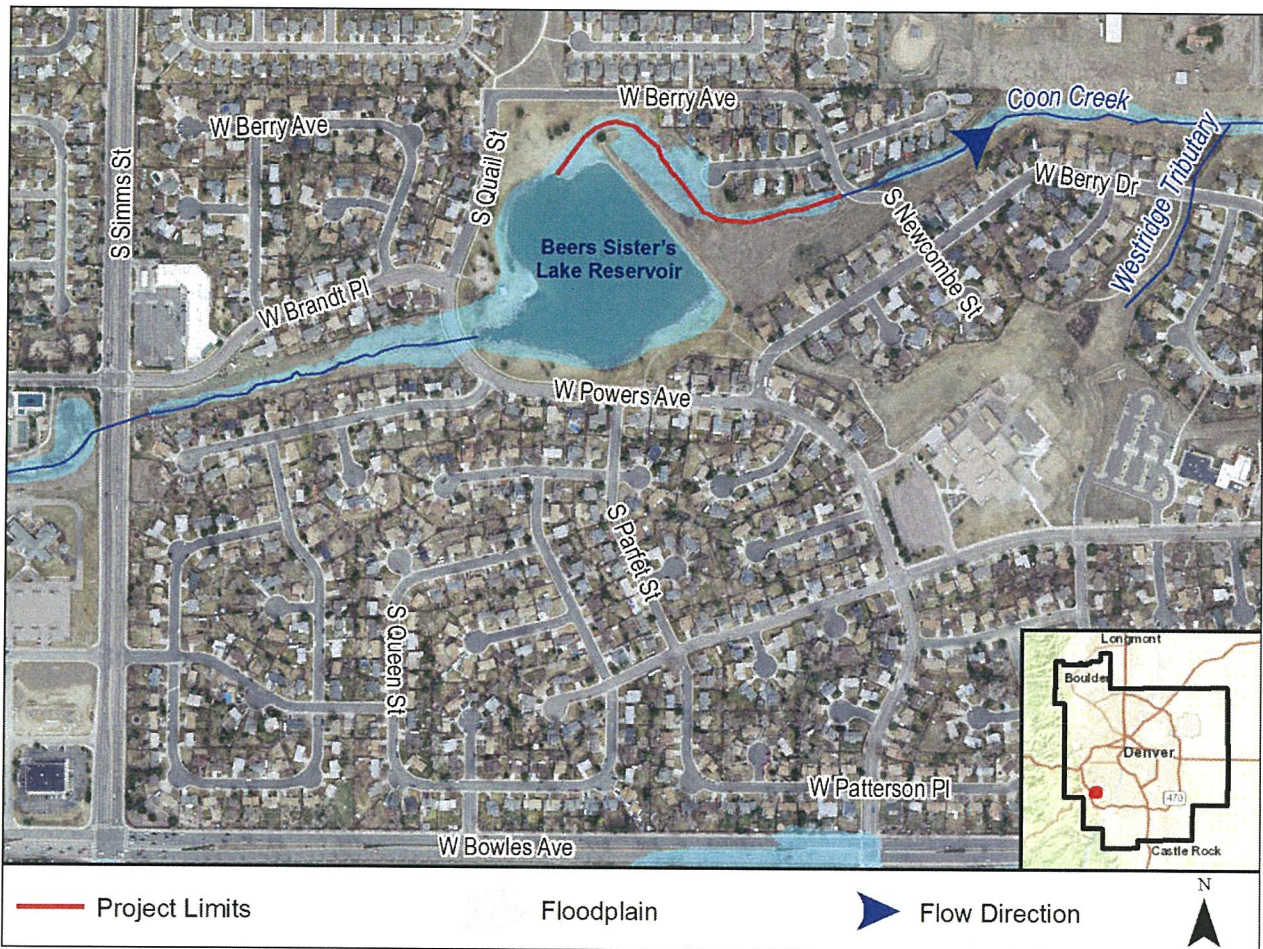 W Berry Ave
Coon Creek
W Berry Ave
S Simms St
S Quail St
Westridge Tributary
W Berry Dr
S Newcombe St
Beers Sister's
Lake Reservoir
W Brandt Pl
W Powers Ave
S Parfet St
S Queen St
Longmont
Boulder
Denver
470
Castle Rock
W Patterson Pl
W Bowles Ave
Project Limits
Floodplain
Flow Direction
N